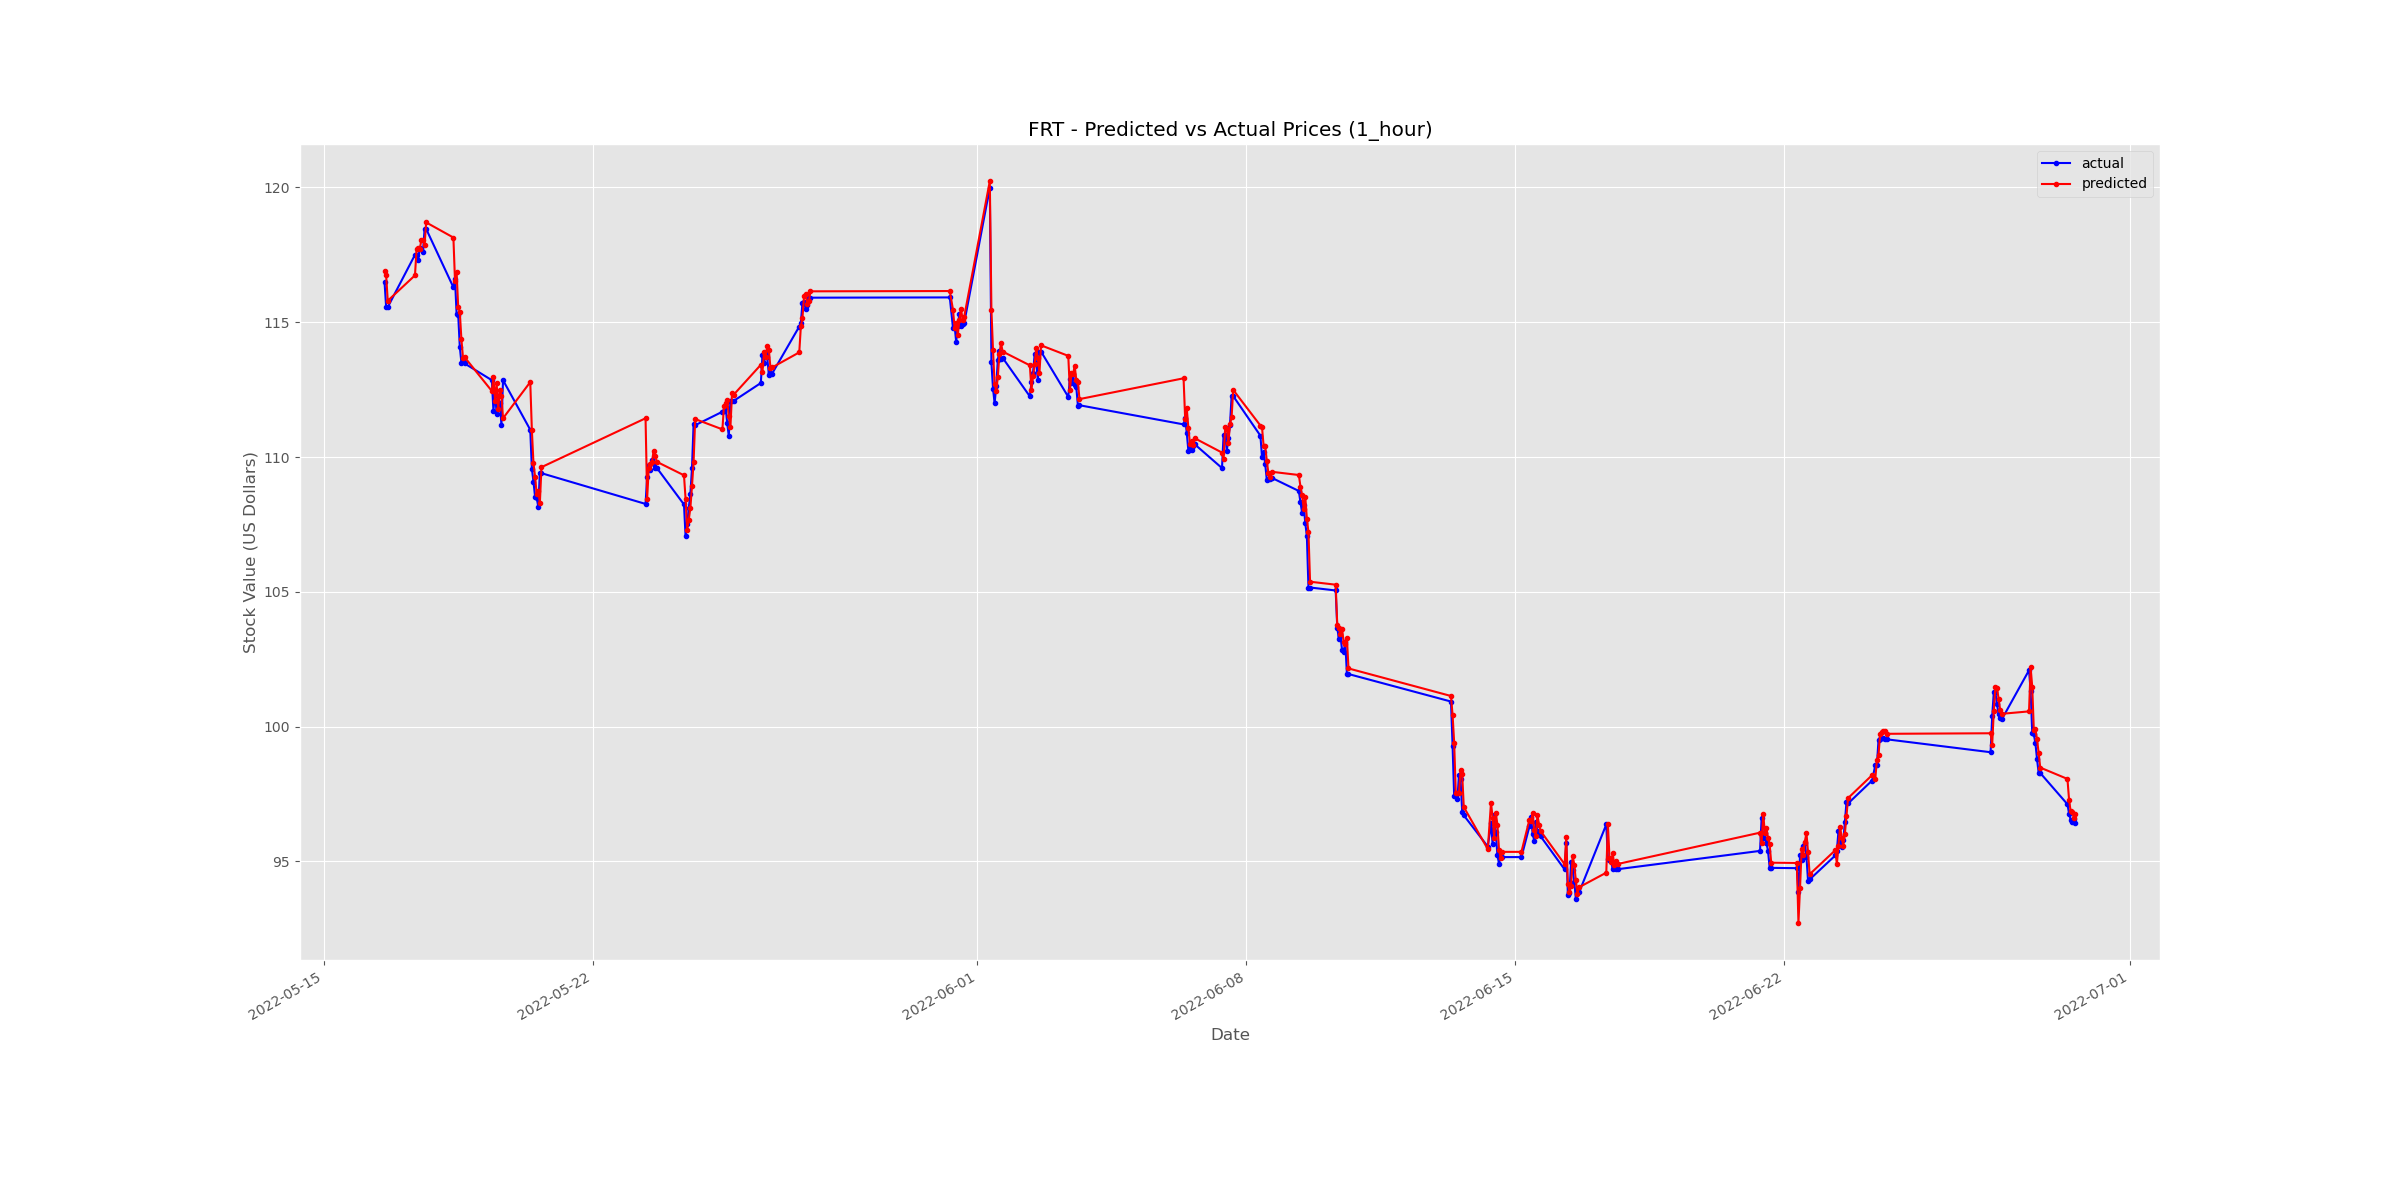 FRT - Predicted vs Actual Prices (1_hour)
actual
predicted
Stock Value (US Dollars)
120
115
110
105
100
95
2022-05-15
2022-05-22
2022-06-01
2022-06-08
2022-06-15
2022-06-22
2022-07-01
Date